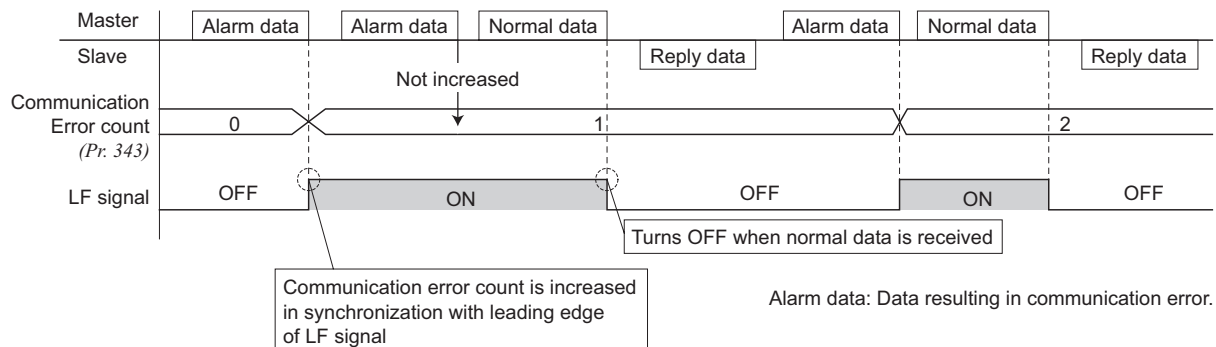 Master
Alarm data Alarm data Normal data Alarm data Normal data
Slave
Reply data Reply data
Not increased
Communication
Error count
(Pr. 343)
0 1 2
LF signal
OFF ON OFF ON OFF
Turns OFF when normal data is received
Communication error count is increased
in synchronization with leading edge
of LF signal
Alarm data: Data resulting in communication error.